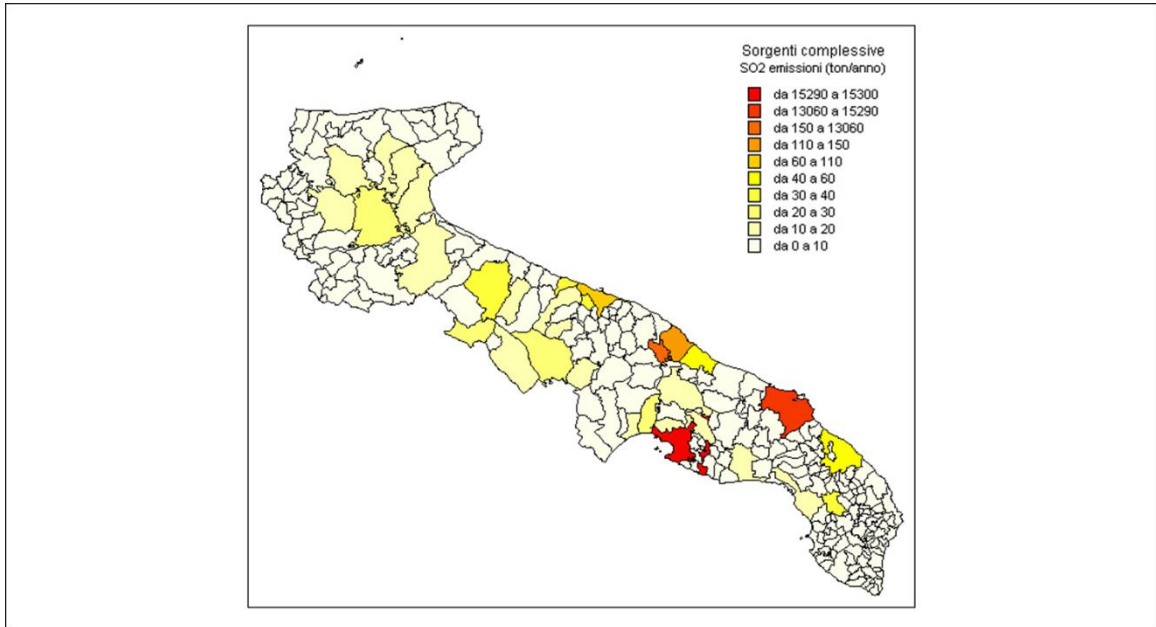 Sorgenti complessive
SO2 emissioni (ton/anno)
da 15290 a 15300
da 13060 a 15290
da 150 a 13060
da 110 a 150
da 60 a 110
da 40 a 60
da 30 a 40
da 20 a 30
da 10 a 20
da 0 a 10